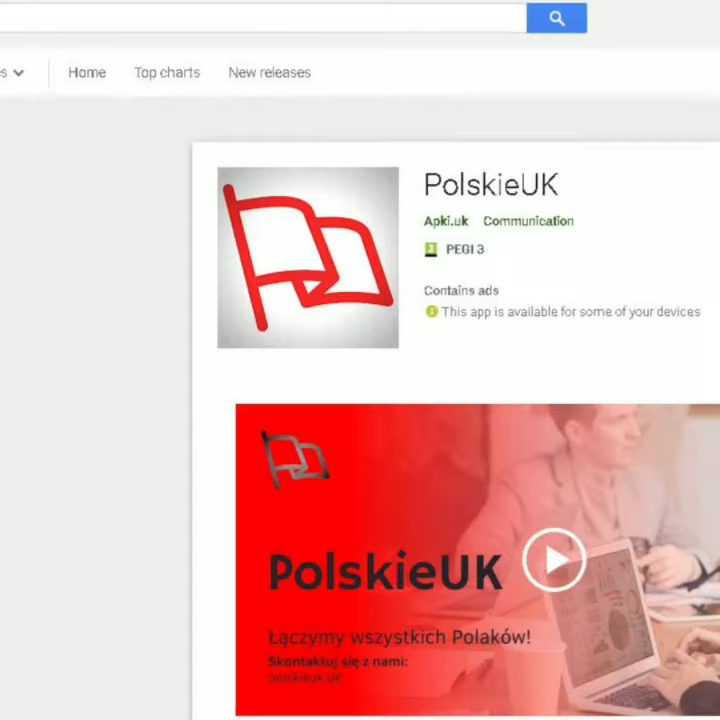 Home Top charts New releases
PolskieUK
Apki.uk Communication
3 PEGI 3
Contains ads
This app is available for some of your devices
PolskieUK
Łączymy wszystkich Polaków!
Skontaktuj się z nami:
polskieuk.uk